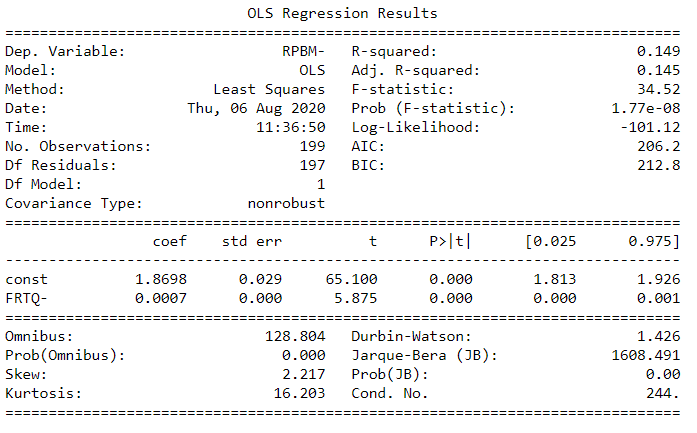 OLS Regression Results
==============================================================================
Dep. Variable: RPBM- R-squared: 0.149
Model: OLS Adj. R-squared: 0.145
Method: Least Squares F-statistic: 34.52
Date: Thu, 06 Aug 2020 Prob (F-statistic): 1.77e-08
Time: 11:36:50 Log-Likelihood: -101.12
No. Observations: 199 AIC: 206.2
Df Residuals: 197 BIC: 212.8
Df Model: 1
Covariance Type: nonrobust
==============================================================================
coef std err t P>|t| [0.025 0.975]
------------------------------------------------------------------------------
const 1.8698 0.029 65.100 0.000 1.813 1.926
FRTQ- 0.0007 0.000 5.875 0.000 0.000 0.001
==============================================================================
Omnibus: 128.804 Durbin-Watson: 1.426
Prob(Omnibus): 0.000 Jarque-Bera (JB): 1608.491
Skew: 2.217 Prob(JB): 0.00
Kurtosis: 16.203 Cond. No. 244.
==============================================================================